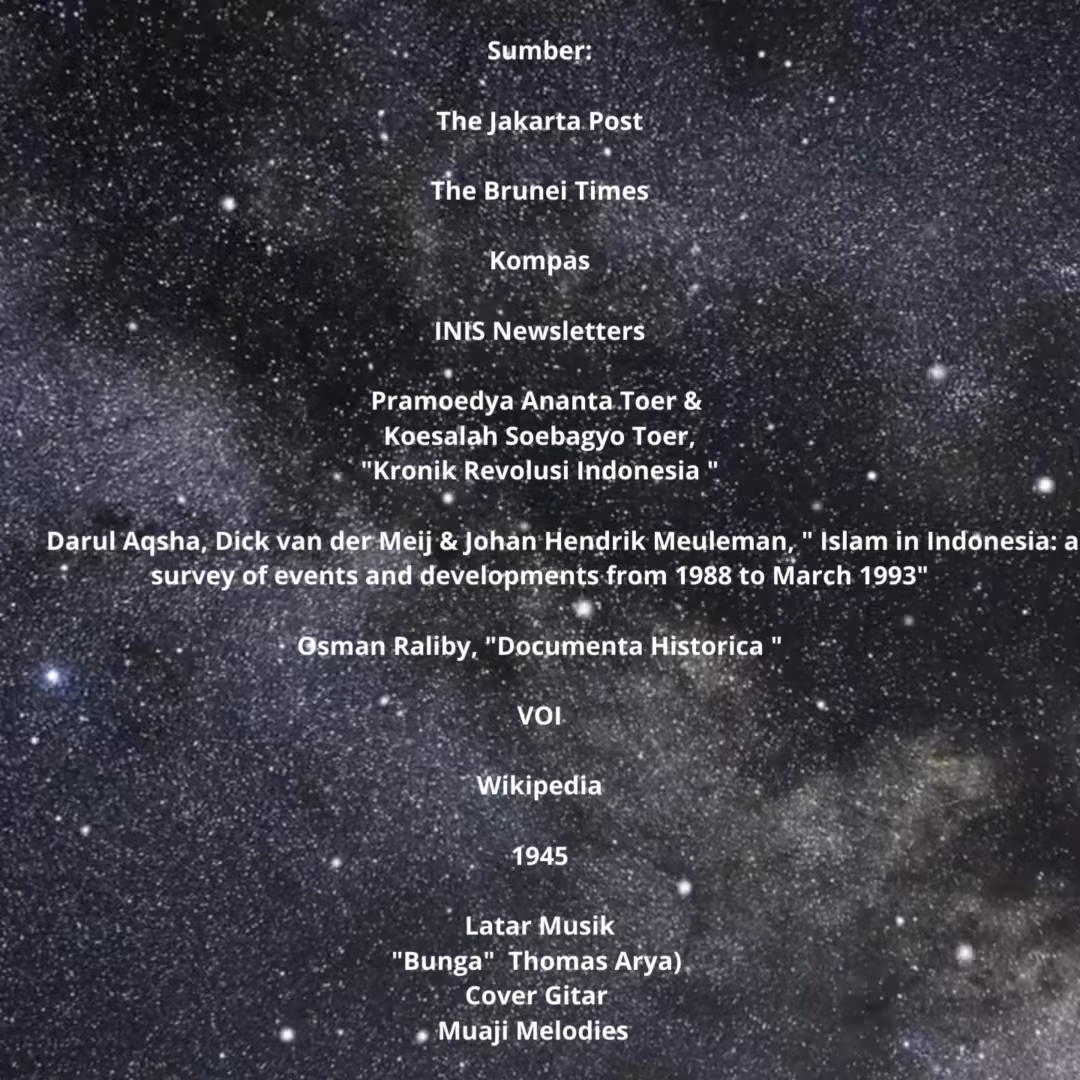 Sumber:
The Jakarta Post
The Brunei Times
Kompas
INIS Newsletters
Pramoedya Ananta Toer &
Koesalah Soebagyo Toer,
"Kronik Revolusi Indonesia "
Darul Aqsha, Dick van der Meij & Johan Hendrik Meuleman, " Islam in Indonesia: a
survey of events and developments from 1988 to March 1993"
Osman Raliby, "Documenta Historica "
VOI
Wikipedia
1945
Latar Musik
"Bunga"  Thomas Arya)
Cover Gitar
Muaji Melodies